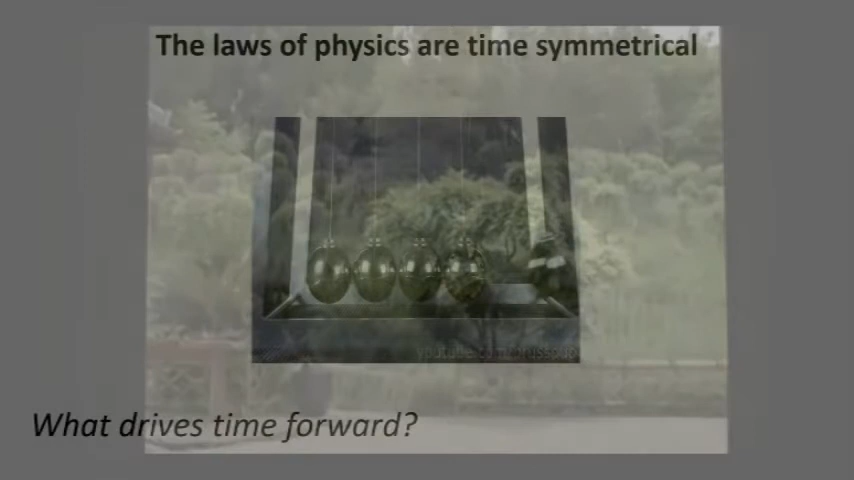 The laws of physics are time symmetrical
What drives time forward?